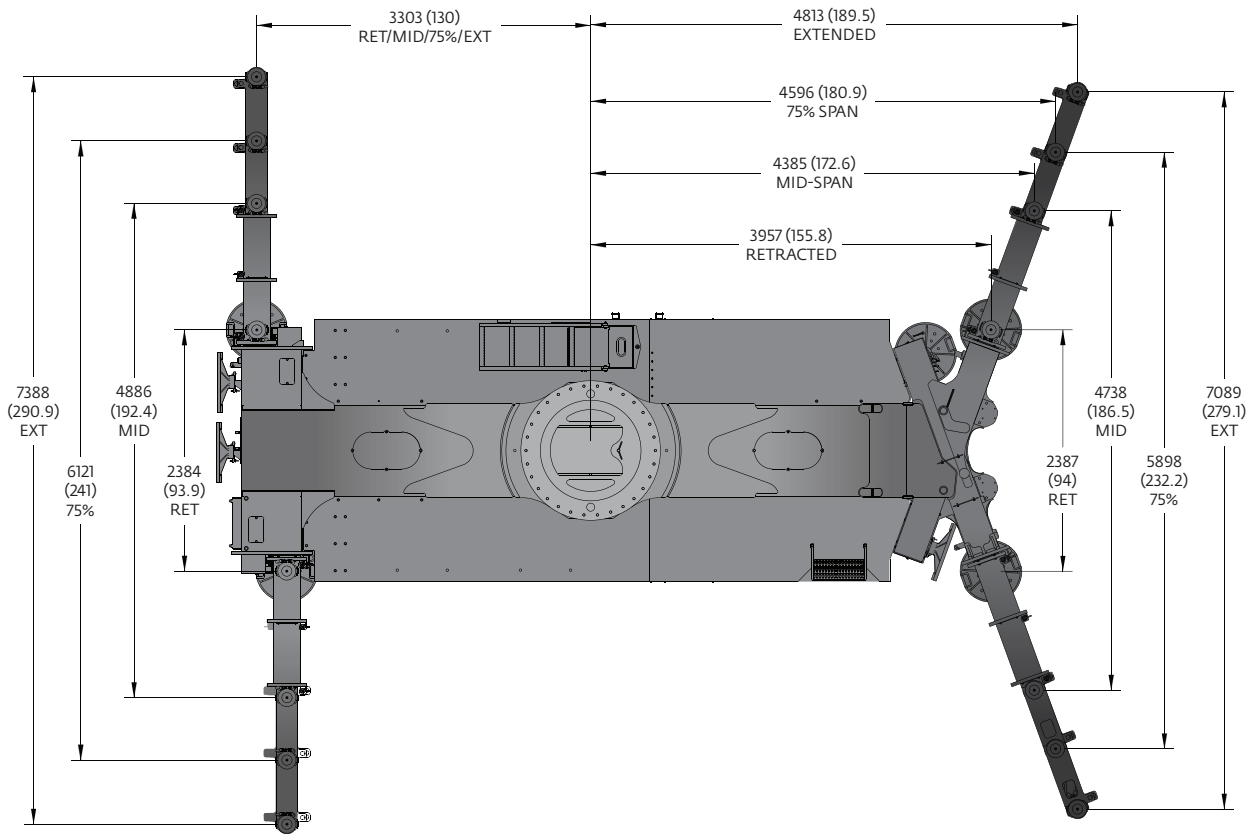 3303 (130)
RET/MID/75%/EXT
4813 (189.5)
EXTENDED
4596 (180.9)
75% SPAN
4385 (172.6)
MID-SPAN
3957 (155.8)
RETRACTED
7388
(290.9)
EXT
6121
(241)
75%
4886
(192.4)
MID
2384
(93.9)
RET
2387
(94)
RET
4738
(186.5)
MID
5898
(232.2)
75%
7089
(279.1)
EXT